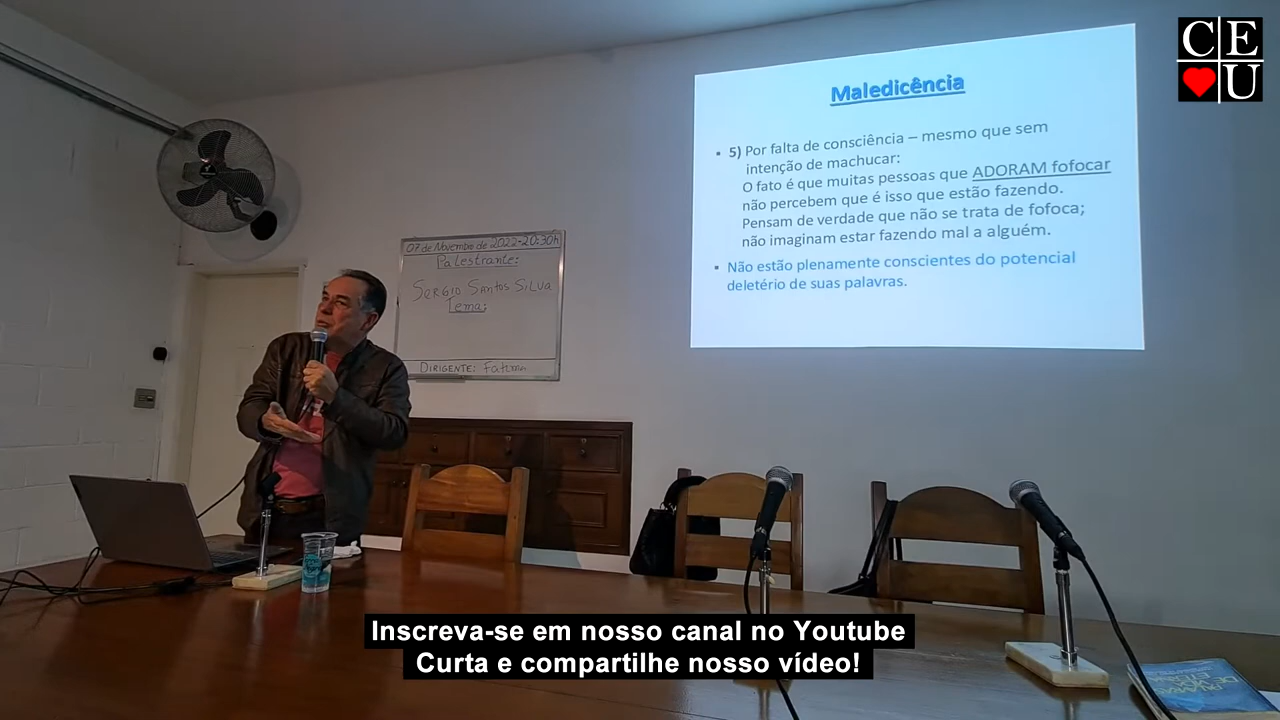 CE
U
Maledicência
▪ 5) Por falta de consciência – mesmo que sem
intenção de machucar:
O fato é que muitas pessoas que ADORAM fofocar
não percebem que é isso que estão fazendo.
Pensam de verdade que não se trata de fofoca;
não imaginam estar fazendo mal a alguém.
▪ Não estão plenamente conscientes do potencial
deletério de suas palavras.
07 de Novembro de 2022-20:30h
Palestrante:
Sergio Santos Silva
Tema:
DIRIGENTE: Fatima
Inscreva-se em nosso canal no Youtube
Curta e compartilhe nosso vídeo!